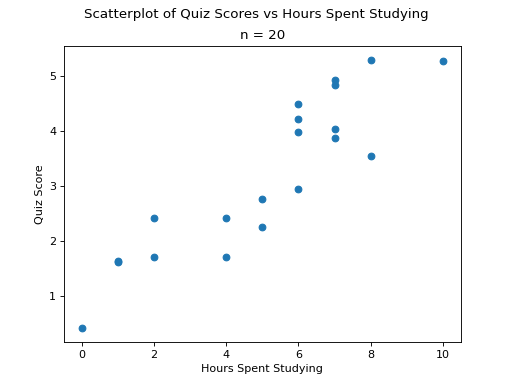 Scatterplot of Quiz Scores vs Hours Spent Studying
n = 20
5
4
3
2
1
Quiz Score
0 2 4 6 8 10
Hours Spent Studying